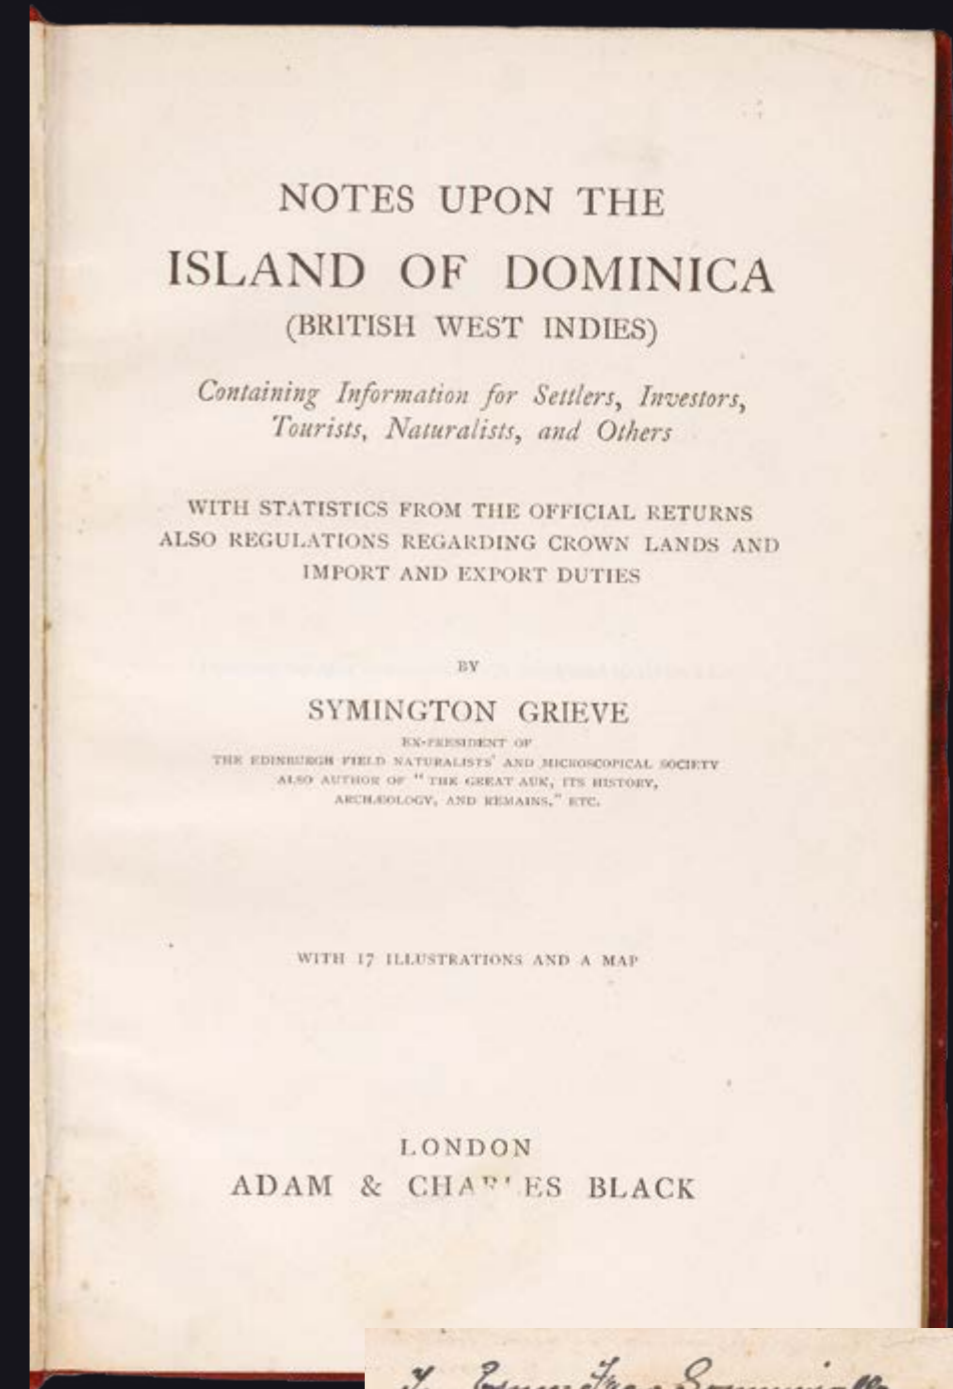 NOTES UPON THE
ISLAND OF DOMINICA
(BRITISH WEST INDIES)
Containing Information for Settlers, Investors,
Tourists, Naturalists, and Others
WITH STATISTICS FROM THE OFFICIAL RETURNS
ALSO REGULATIONS REGARDING CROWN LANDS AND
IMPORT AND EXPORT DUTIES
BY
SYMINGTON GRIEVE
EX-PRESIDENT OF
THE EDINBURGH FIELD NATURALISTS' AND MICROSCOPICAL SOCIETY
ALSO AUTHOR OF "THE GREAT AUK, ITS HISTORY,
ARCHÆOLOGY, AND REMAINS," ETC.
WITH 17 ILLUSTRATIONS AND A MAP
LONDON
ADAM & CHARLES BLACK